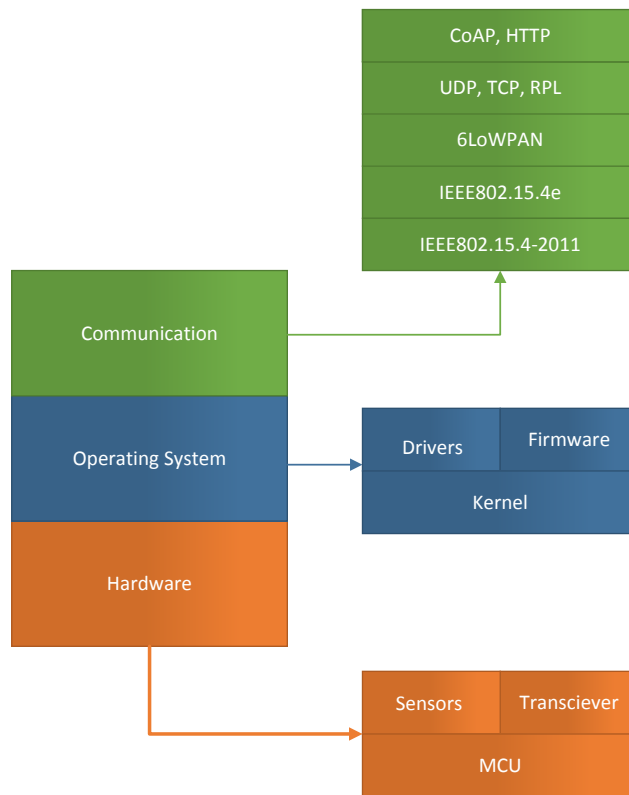 CoAP, HTTP
UDP, TCP, RPL
6LoWPAN
IEEE802.15.4e
IEEE802.15.4-2011
Communication
Operating System
Drivers
Firmware
Kernel
Hardware
Sensors
Transciever
MCU